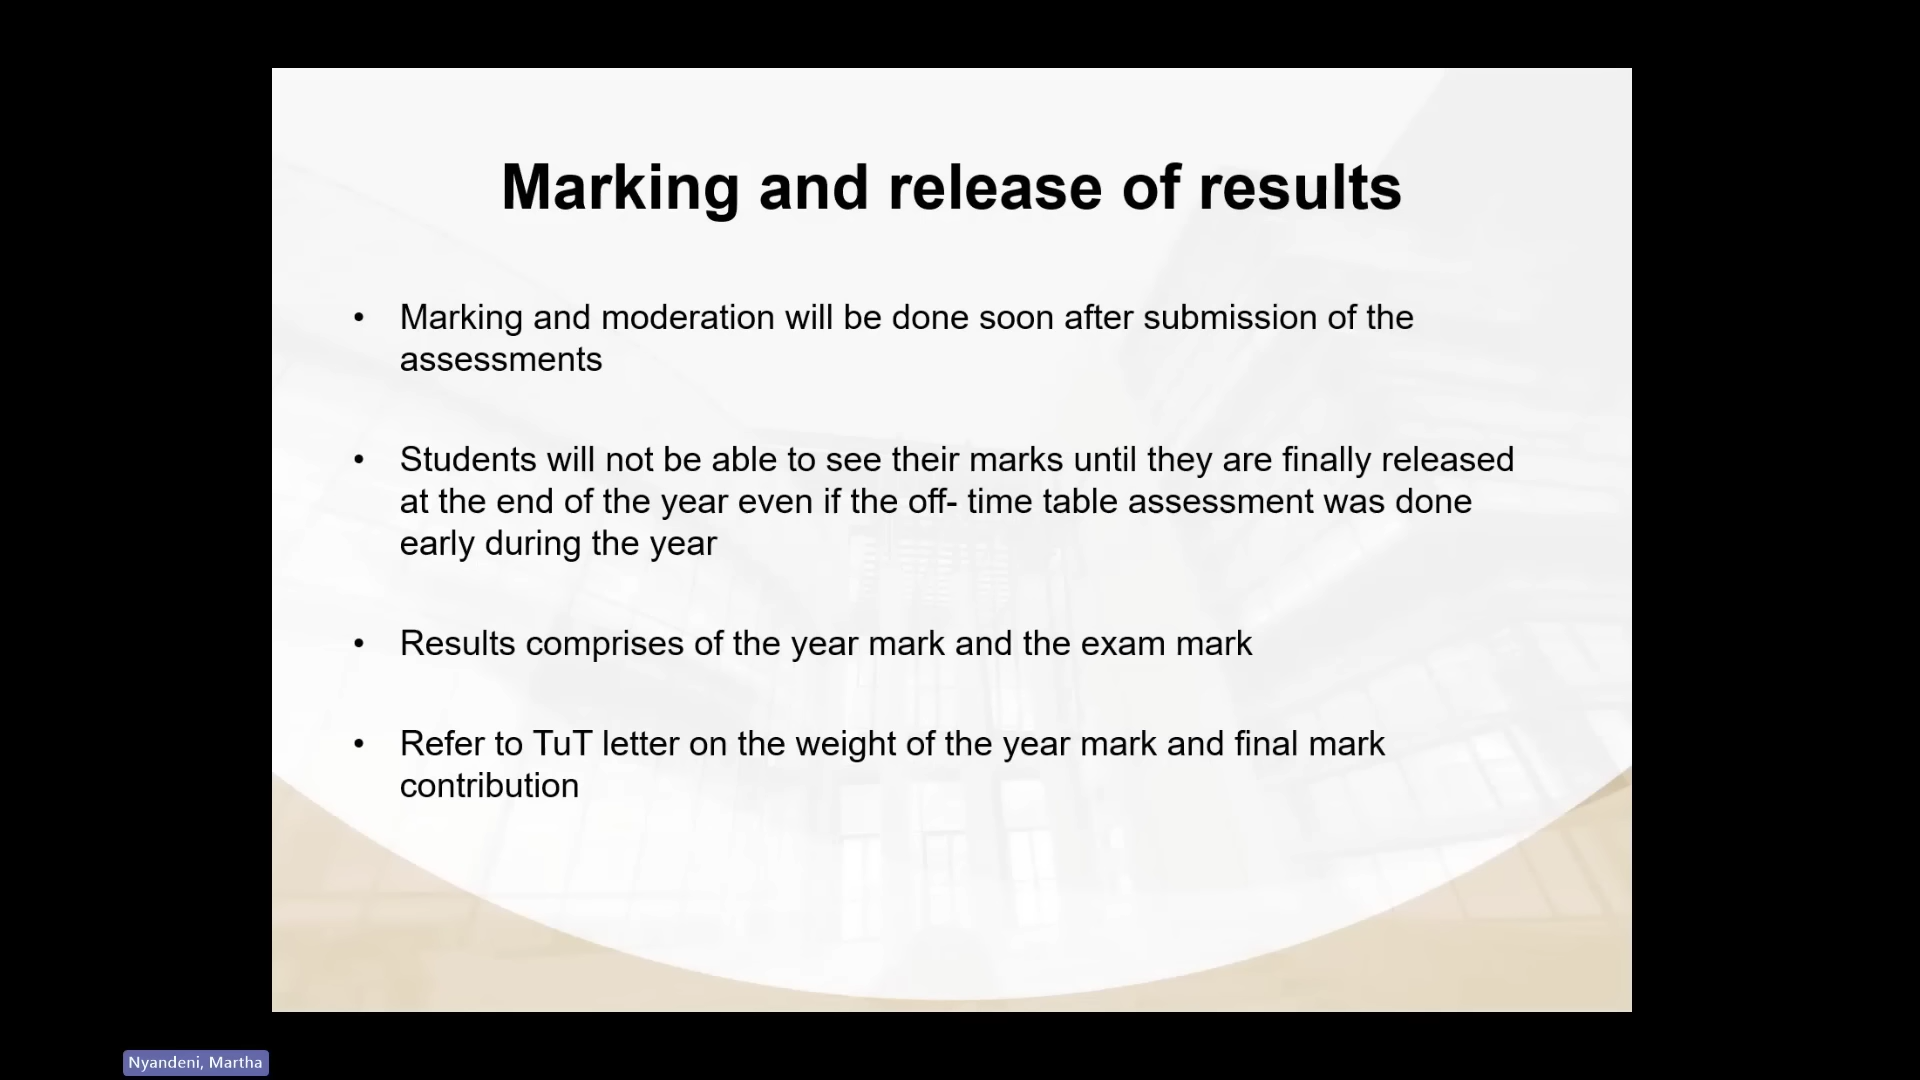 Marking and release of results
• Marking and moderation will be done soon after submission of the
assessments
• Students will not be able to see their marks until they are finally released
at the end of the year even if the off- time table assessment was done
early during the year
• Results comprises of the year mark and the exam mark
• Refer to TuT letter on the weight of the year mark and final mark
contribution
Nyandeni, Martha